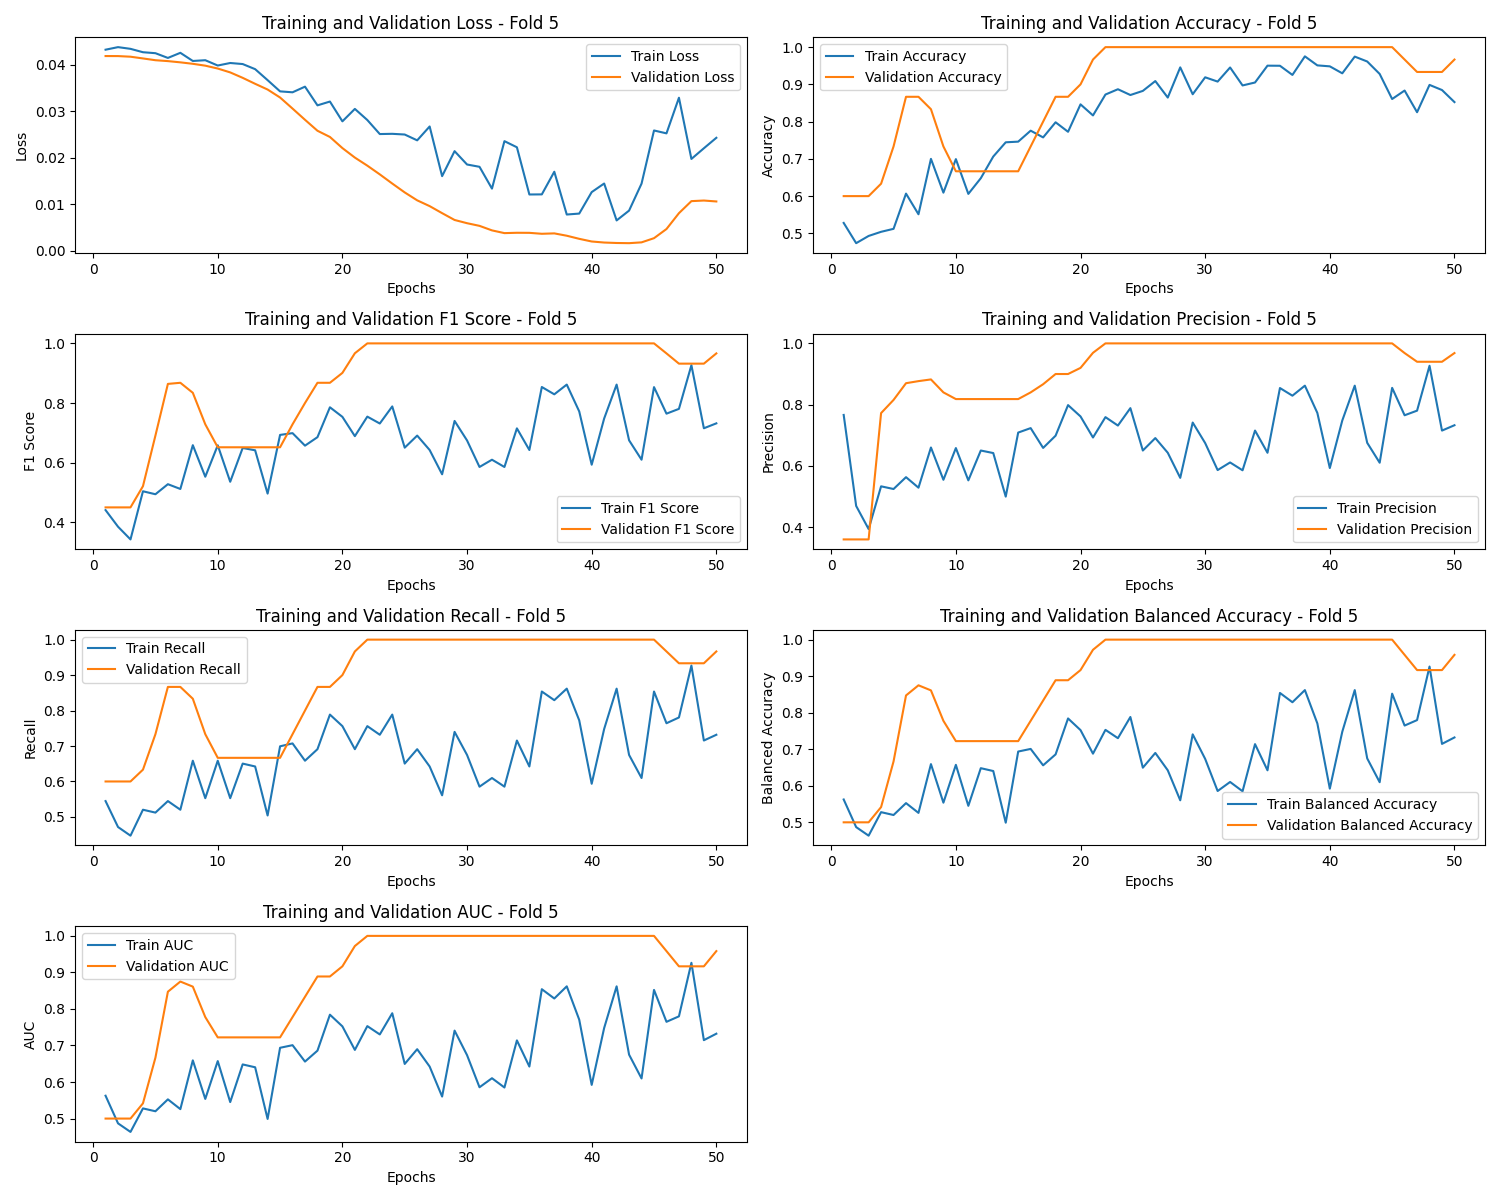 Training and Validation Loss - Fold 5
Train Loss
Validation Loss
0.04
0.03
0.02
0.01
0.00
Loss
0 10 20 30 40 50
Epochs
Training and Validation Accuracy - Fold 5
Train Accuracy
Validation Accuracy
1.0
0.9
0.8
0.7
0.6
0.5
Accuracy
0 10 20 30 40 50
Epochs
Training and Validation F1 Score - Fold 5
1.0
0.8
0.6
0.4
F1 Score
Train F1 Score
Validation F1 Score
0 10 20 30 40 50
Epochs
Training and Validation Precision - Fold 5
1.0
0.8
0.6
0.4
Precision
Train Precision
Validation Precision
0 10 20 30 40 50
Epochs
Training and Validation Recall - Fold 5
Train Recall
Validation Recall
1.0
0.9
0.8
0.7
0.6
0.5
Recall
0 10 20 30 40 50
Epochs
Training and Validation Balanced Accuracy - Fold 5
1.0
0.9
0.8
0.7
0.6
0.5
Balanced Accuracy
Train Balanced Accuracy
Validation Balanced Accuracy
0 10 20 30 40 50
Epochs
Training and Validation AUC - Fold 5
Train AUC
Validation AUC
1.0
0.9
0.8
0.7
0.6
0.5
AUC
0 10 20 30 40 50
Epochs